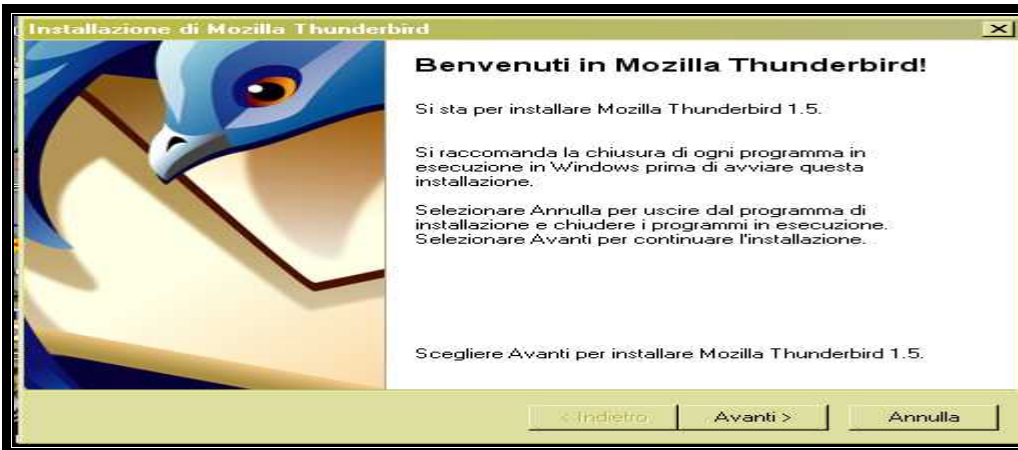 Installazione di Mozilla Thunderbird
Benvenuti in Mozilla Thunderbird!
Si sta per installare Mozilla Thunderbird 1.5.
Si raccomanda la chiusura di ogni programma in
esecuzione in Windows prima di avviare questa
installazione.
Selezionare Annulla per uscire dal programma di
installazione e chiudere i programmi in esecuzione.
Selezionare Avanti per continuare l'installazione.
Scegliere Avanti per installare Mozilla Thunderbird 1.5.
< Indietro
Avanti >
Annulla